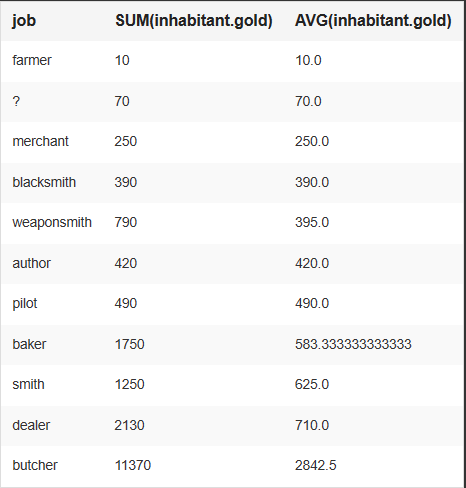 job SUM(inhabitant.gold) AVG(inhabitant.gold)
farmer 10 10.0
? 70 70.0
merchant 250 250.0
blacksmith 390 390.0
weaponsmith 790 395.0
author 420 420.0
pilot 490 490.0
baker 1750 583.333333333333
smith 1250 625.0
dealer 2130 710.0
butcher 11370 2842.5